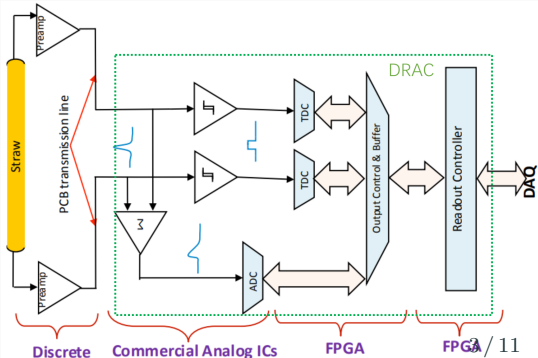 Preamp
DRAC
PCB transmission line
Straw
TDC
TDC
Output Control & Buffer
Readout Controller
DAQ
Σ
ADC
Preamp
Discrete
Commercial Analog ICs
FPGA
FPGA
3 / 11